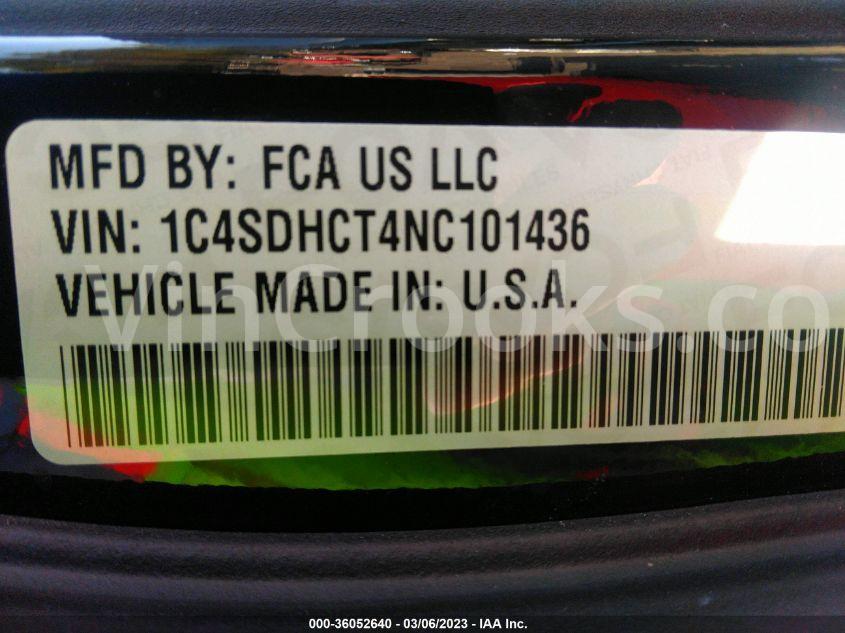 MFD BY: FCA US LLC
VIN: 1C4SDHCT4NC101436
VEHICLE MADE IN: U.S.A.
VinCrooks.co
000-36052640 - 03/06/2023 - IAA Inc.